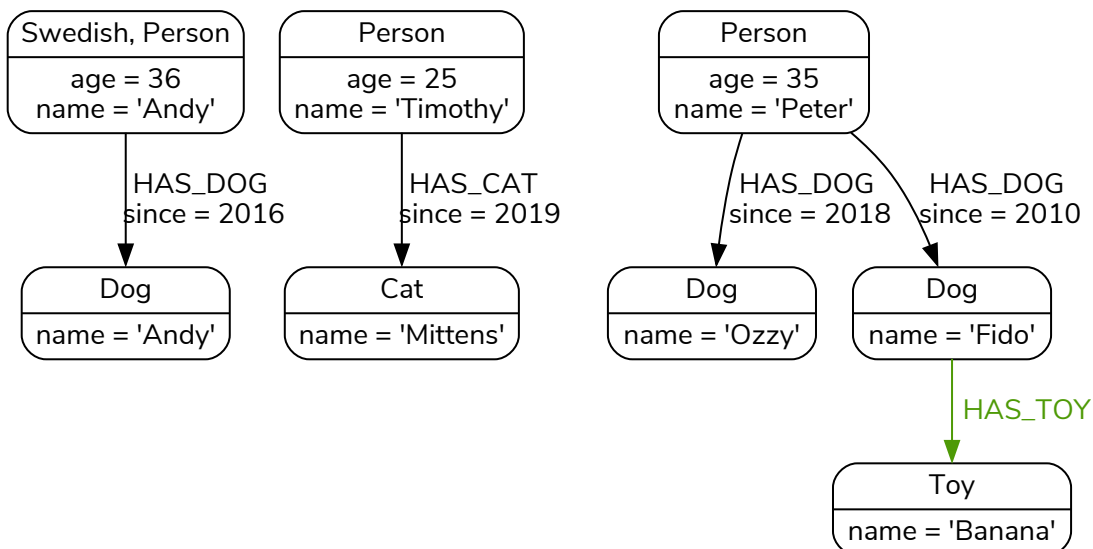 Swedish, Person
age = 36
name = 'Andy'
Person
age = 25
name = 'Timothy'
Person
age = 35
name = 'Peter'
HAS_DOG
since = 2016
HAS_CAT
since = 2019
HAS_DOG
since = 2018
HAS_DOG
since = 2010
Dog
name = 'Andy'
Cat
name = 'Mittens'
Dog
name = 'Ozzy'
Dog
name = 'Fido'
HAS_TOY
Toy
name = 'Banana'